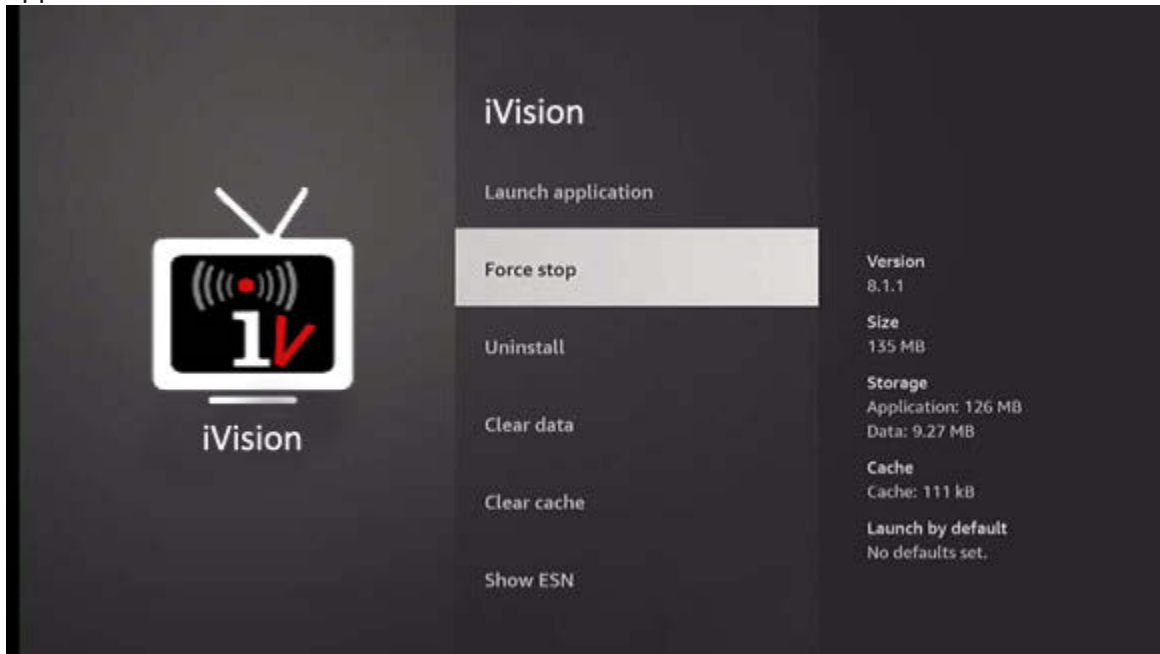 iVision
Launch application
Force stop
Uninstall
Clear data
Clear cache
Show ESN
1V
iVision
Version
8.1.1
Size
135 MB
Storage
Application: 126 MB
Data: 9.27 MB
Cache
Cache: 111 kB
Launch by default
No defaults set.